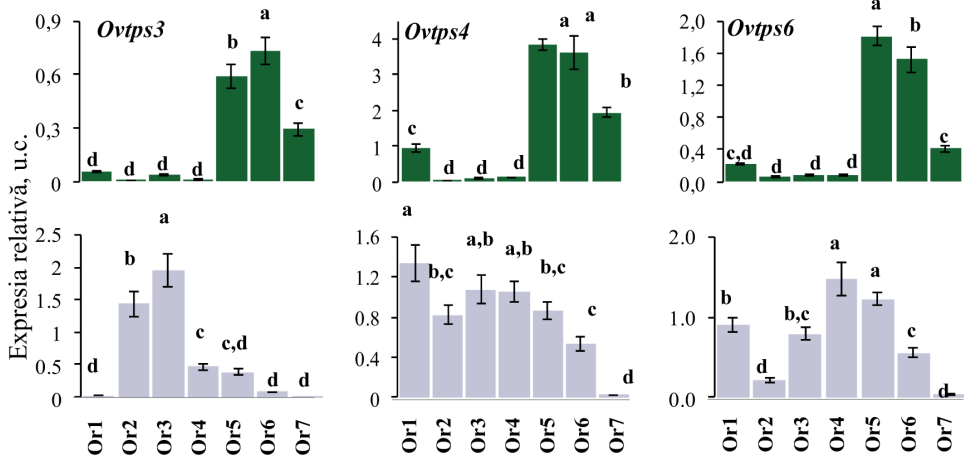 Expresia relativă, u.c.
Ovtps3
0,9
0,6
0,3
0
d
d
d
d
b
a
c
Ovtps4
4
3
2
1
0
c
d
d
d
a
a
b
Ovtps6
2,0
1,6
1,2
0,8
0,4
0,0
c,d
d
d
d
a
b
c
2.5
2
1.5
1
0.5
0
d
b
a
c
c,d
d
d
Or1 Or2 Or3 Or4 Or5 Or6 Or7
1.6
1.2
0.8
0.4
0
a
b,c
a,b
a,b
b,c
c
d
Or1 Or2 Or3 Or4 Or5 Or6 Or7
2.0
1.0
0.0
b
d
b,c
a
a
c
d
Or1 Or2 Or3 Or4 Or5 Or6 Or7